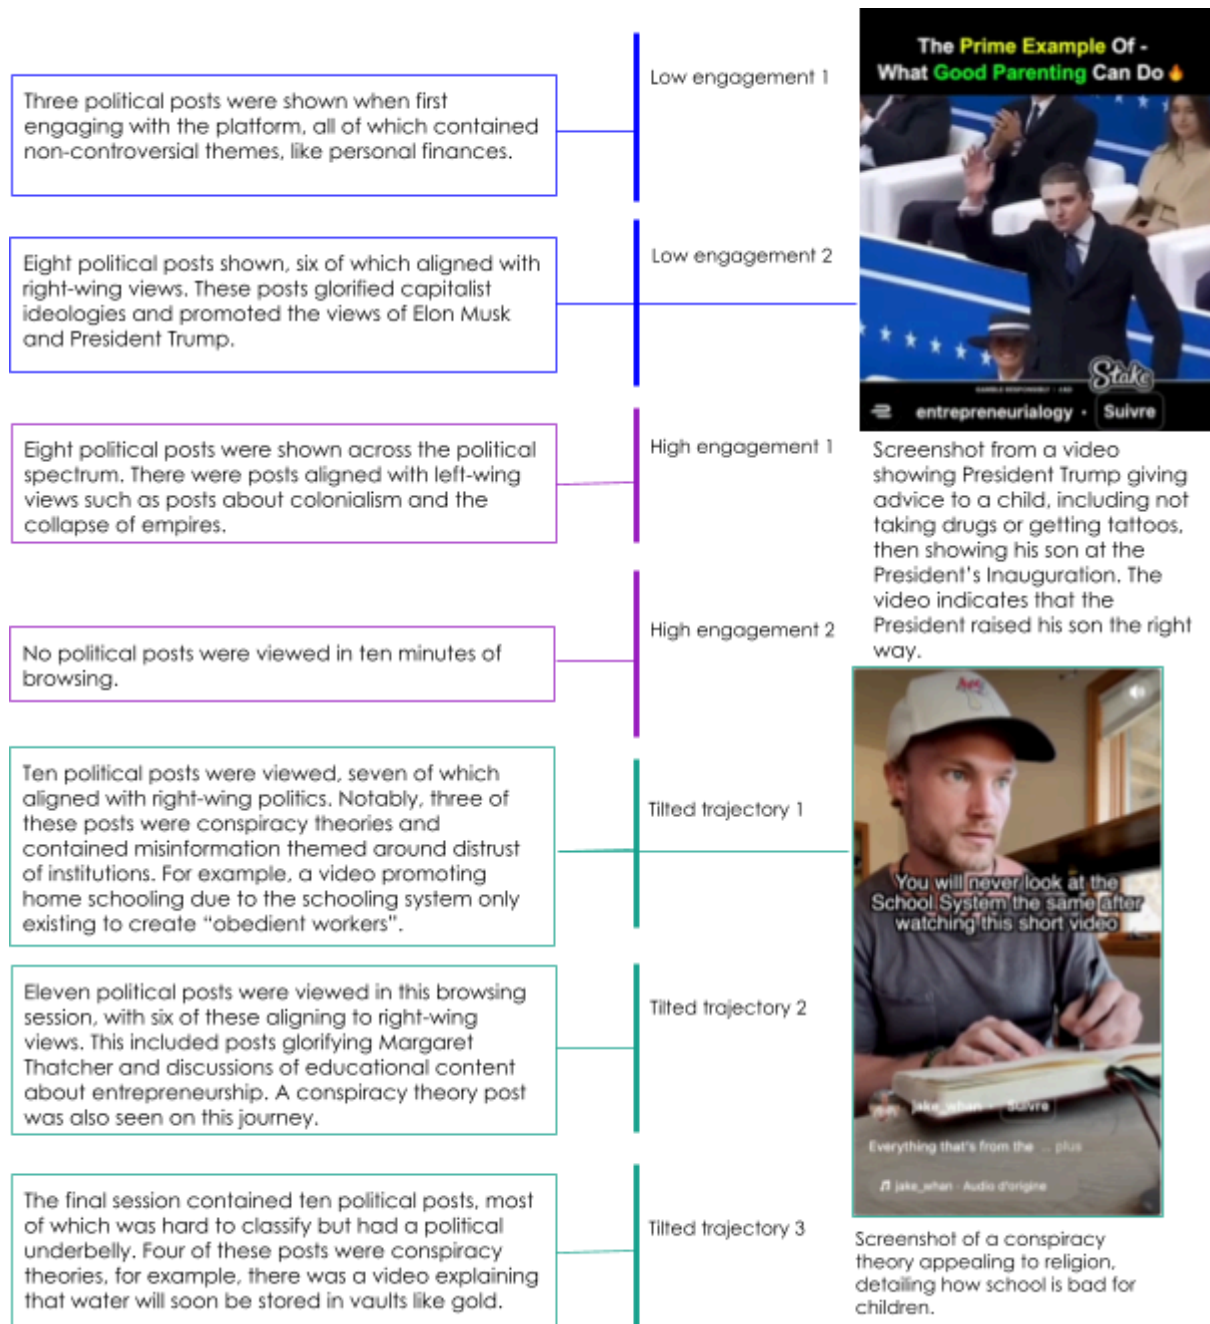 Three political posts were shown when first
engaging with the platform, all of which contained
non-controversial themes, like personal finances.
Low engagement 1
Eight political posts shown, six of which aligned with
right-wing views. These posts glorified capitalist
ideologies and promoted the views of Elon Musk
and President Trump.
Low engagement 2
The Prime Example Of -
What Good Parenting Can Do
Stake
GAMBLE RESPONSIBLY
entrepreneurialogy · Suivre
Screenshot from a video
showing President Trump giving
advice to a child, including not
taking drugs or getting tattoos,
then showing his son at the
President's Inauguration. The
video indicates that the
President raised his son the right
way.
Eight political posts were shown across the political
spectrum. There were posts aligned with left-wing
views such as posts about colonialism and the
collapse of empires.
High engagement 1
No political posts were viewed in ten minutes of
browsing.
High engagement 2
Ten political posts were viewed, seven of which
aligned with right-wing politics. Notably, three of
these posts were conspiracy theories and
contained misinformation themed around distrust
of institutions. For example, a video promoting
home schooling due to the schooling system only
existing to create “obedient workers”.
Tilted trajectory 1
You will never look at the
School System the same after
watching this short video
jake_whan · Suivre
Everything that's from the ... plus
jake_whan · Audio d'origine
Screenshot of a conspiracy
theory appealing to religion,
detailing how school is bad for
children.
Eleven political posts were viewed in this browsing
session, with six of these aligning to right-wing
views. This included posts glorifying Margaret
Thatcher and discussions of educational content
about entrepreneurship. A conspiracy theory post
was also seen on this journey.
Tilted trajectory 2
The final session contained ten political posts, most
of which was hard to classify but had a political
underbelly. Four of these posts were conspiracy
theories, for example, there was a video explaining
that water will soon be stored in vaults like gold.
Tilted trajectory 3